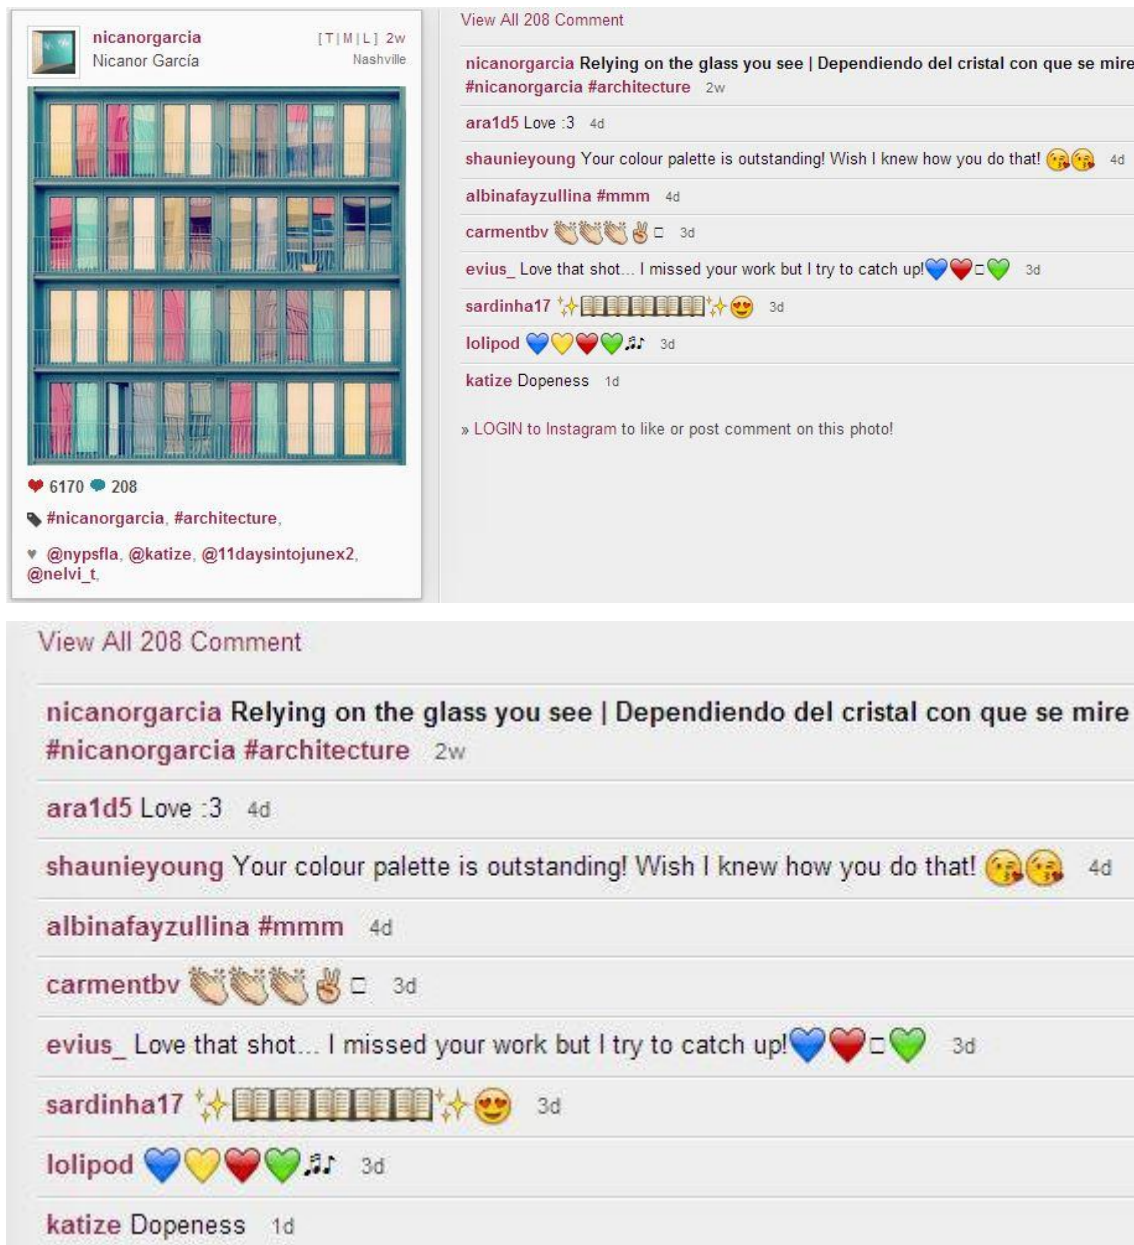 nicanorgarcia [T|M|L] 2w
Nicanor García Nashville
6170 208
#nicanorgarcia, #architecture,
@nypsfla, @katize, @11daysintojunex2,
@nelvi_t,
View All 208 Comment
nicanorgarcia Relying on the glass you see | Dependiendo del cristal con que se mire
#nicanorgarcia #architecture 2w
ara1d5 Love :3 4d
shaunieyoung Your colour palette is outstanding! Wish I knew how you do that! 😘😘 4d
albinafayzullina #mmm 4d
carmentbv 👏👏👏✌□ 3d
evius_ Love that shot... I missed your work but I try to catch up!💙❤□💚 3d
sardinha17 ✨📖📖📖📖📖✨😍 3d
lolipod 💙💛❤💚🎶 3d
katize Dopeness 1d
» LOGIN to Instagram to like or post comment on this photo!
View All 208 Comment
nicanorgarcia Relying on the glass you see | Dependiendo del cristal con que se mire
#nicanorgarcia #architecture 2w
ara1d5 Love :3 4d
shaunieyoung Your colour palette is outstanding! Wish I knew how you do that! 😘😘 4d
albinafayzullina #mmm 4d
carmentbv 👏👏👏✌□ 3d
evius_ Love that shot... I missed your work but I try to catch up!💙❤□💚 3d
sardinha17 ✨📖📖📖📖📖✨😍 3d
lolipod 💙💛❤💚🎶 3d
katize Dopeness 1d